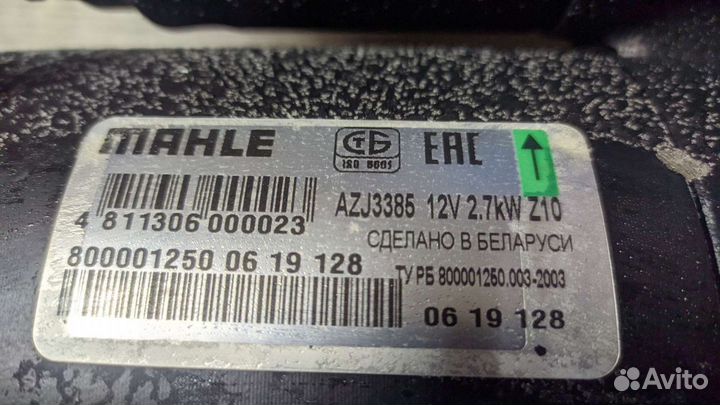 MAHLE
СТБ
ISO 9001
EAC
4 811306 000023
AZJ3385 12V 2.7kW Z10
СДЕЛАНО В БЕЛАРУСИ
800001250 06 19 128
ТУ РБ 800001250.003-2003
06 19 128
Avito